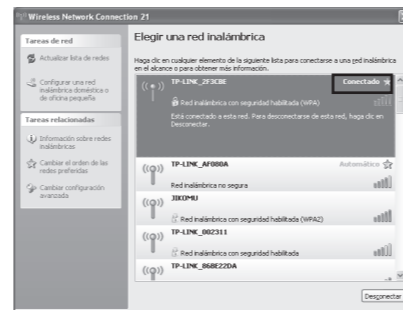 Wireless Network Connection 21
Tareas de red
Actualizar lista de redes
Configurar una red
inalámbrica doméstica o
de oficina pequeña
Tareas relacionadas
Información sobre redes
inalámbricas
Cambiar el orden de las
redes preferidas
Cambiar configuración
avanzada
Elegir una red inalámbrica
Haga clic en cualquier elemento de la siguiente lista para conectarse a una red inalámbrica
en el alcance o para obtener más información.
TP-LINK_2F3CBE Conectado
Red inalámbrica con seguridad habilitada (WPA)
Está conectado a esta red. Para desconectarse de esta red, haga clic en
Desconectar.
TP-LINK_AF080A Automático
Red inalámbrica no segura
JIKOMU
Red inalámbrica con seguridad habilitada (WPA2)
TP-LINK_002311
Red inalámbrica con seguridad habilitada
TP-LINK_868E22DA
Desconectar